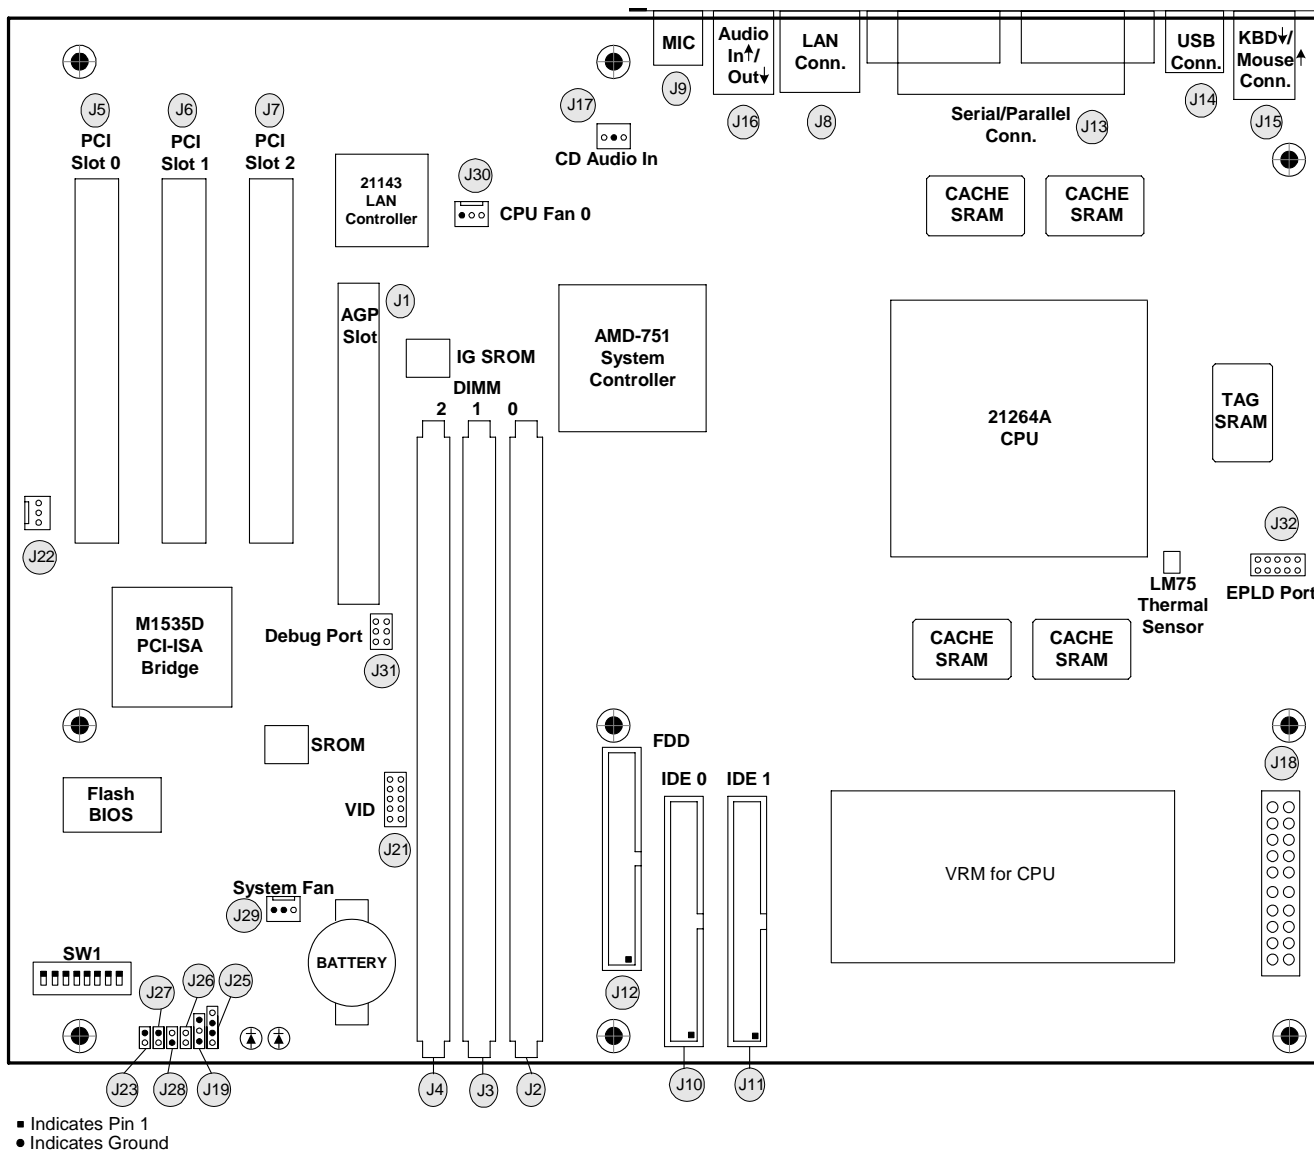 MIC
Audio
In↑/
Out↓
LAN
Conn.
USB
Conn.
KBD↓/
Mouse↑
Conn.
J5
J6
J7
J17
J9
J16
J8
Serial/Parallel
Conn.
J13
J14
J15
PCI
Slot 0
PCI
Slot 1
PCI
Slot 2
CD Audio In
21143
LAN
Controller
J30
CPU Fan 0
CACHE
SRAM
CACHE
SRAM
J1
AGP
Slot
IG SROM
AMD-751
System
Controller
DIMM
2 1 0
21264A
CPU
TAG
SRAM
J22
J32
EPLD Port
LM75
Thermal
Sensor
M1535D
PCI-ISA
Bridge
Debug Port
J31
CACHE
SRAM
CACHE
SRAM
SROM
FDD
IDE 0
IDE 1
J18
Flash
BIOS
VID
J21
VRM for CPU
System Fan
J29
BATTERY
SW1
J27
J26
J25
J12
J23
J28
J19
J4
J3
J2
J10
J11
■ Indicates Pin 1
● Indicates Ground